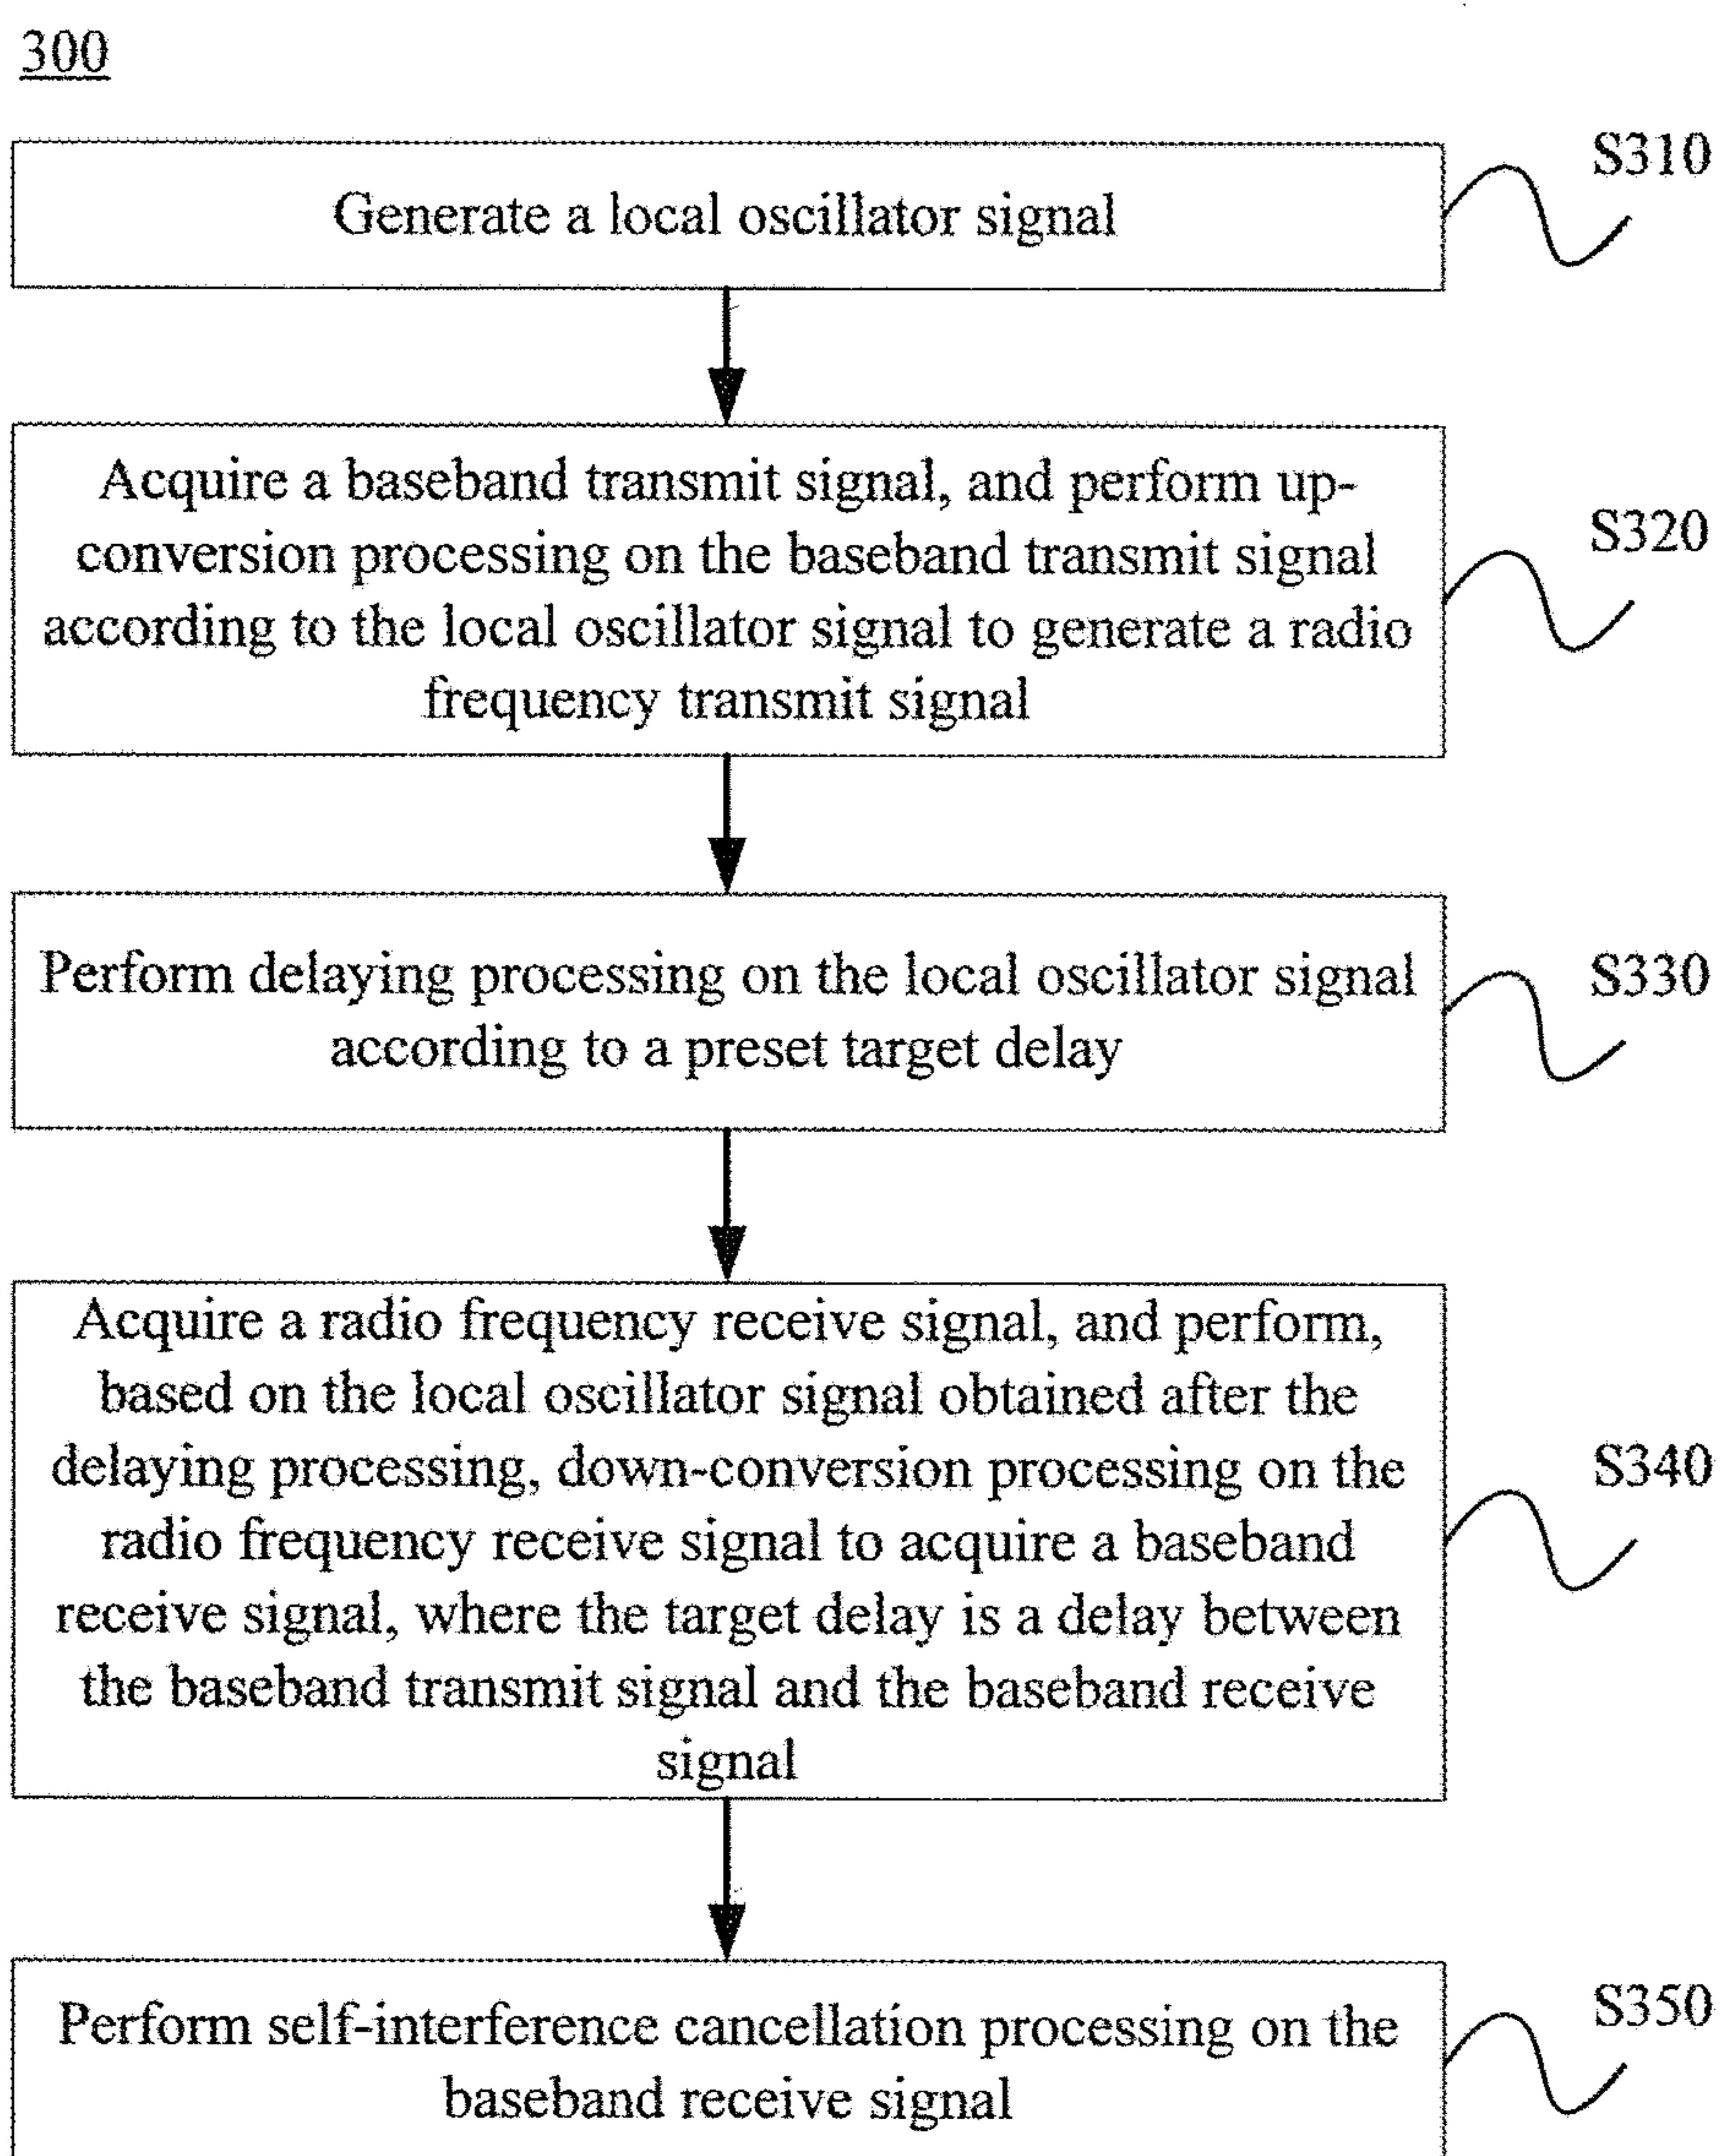 300
S310
Generate a local oscillator signal
Acquire a baseband transmit signal, and perform up-
conversion processing on the baseband transmit signal
according to the local oscillator signal to generate a radio
frequency transmit signal
S320
Perform delaying processing on the local oscillator signal
according to a preset target delay
S330
Acquire a radio frequency receive signal, and perform,
based on the local oscillator signal obtained after the
delaying processing, down-conversion processing on the
radio frequency receive signal to acquire a baseband
receive signal, where the target delay is a delay between
the baseband transmit signal and the baseband receive
signal
S340
Perform self-interference cancellation processing on the
baseband receive signal
S350